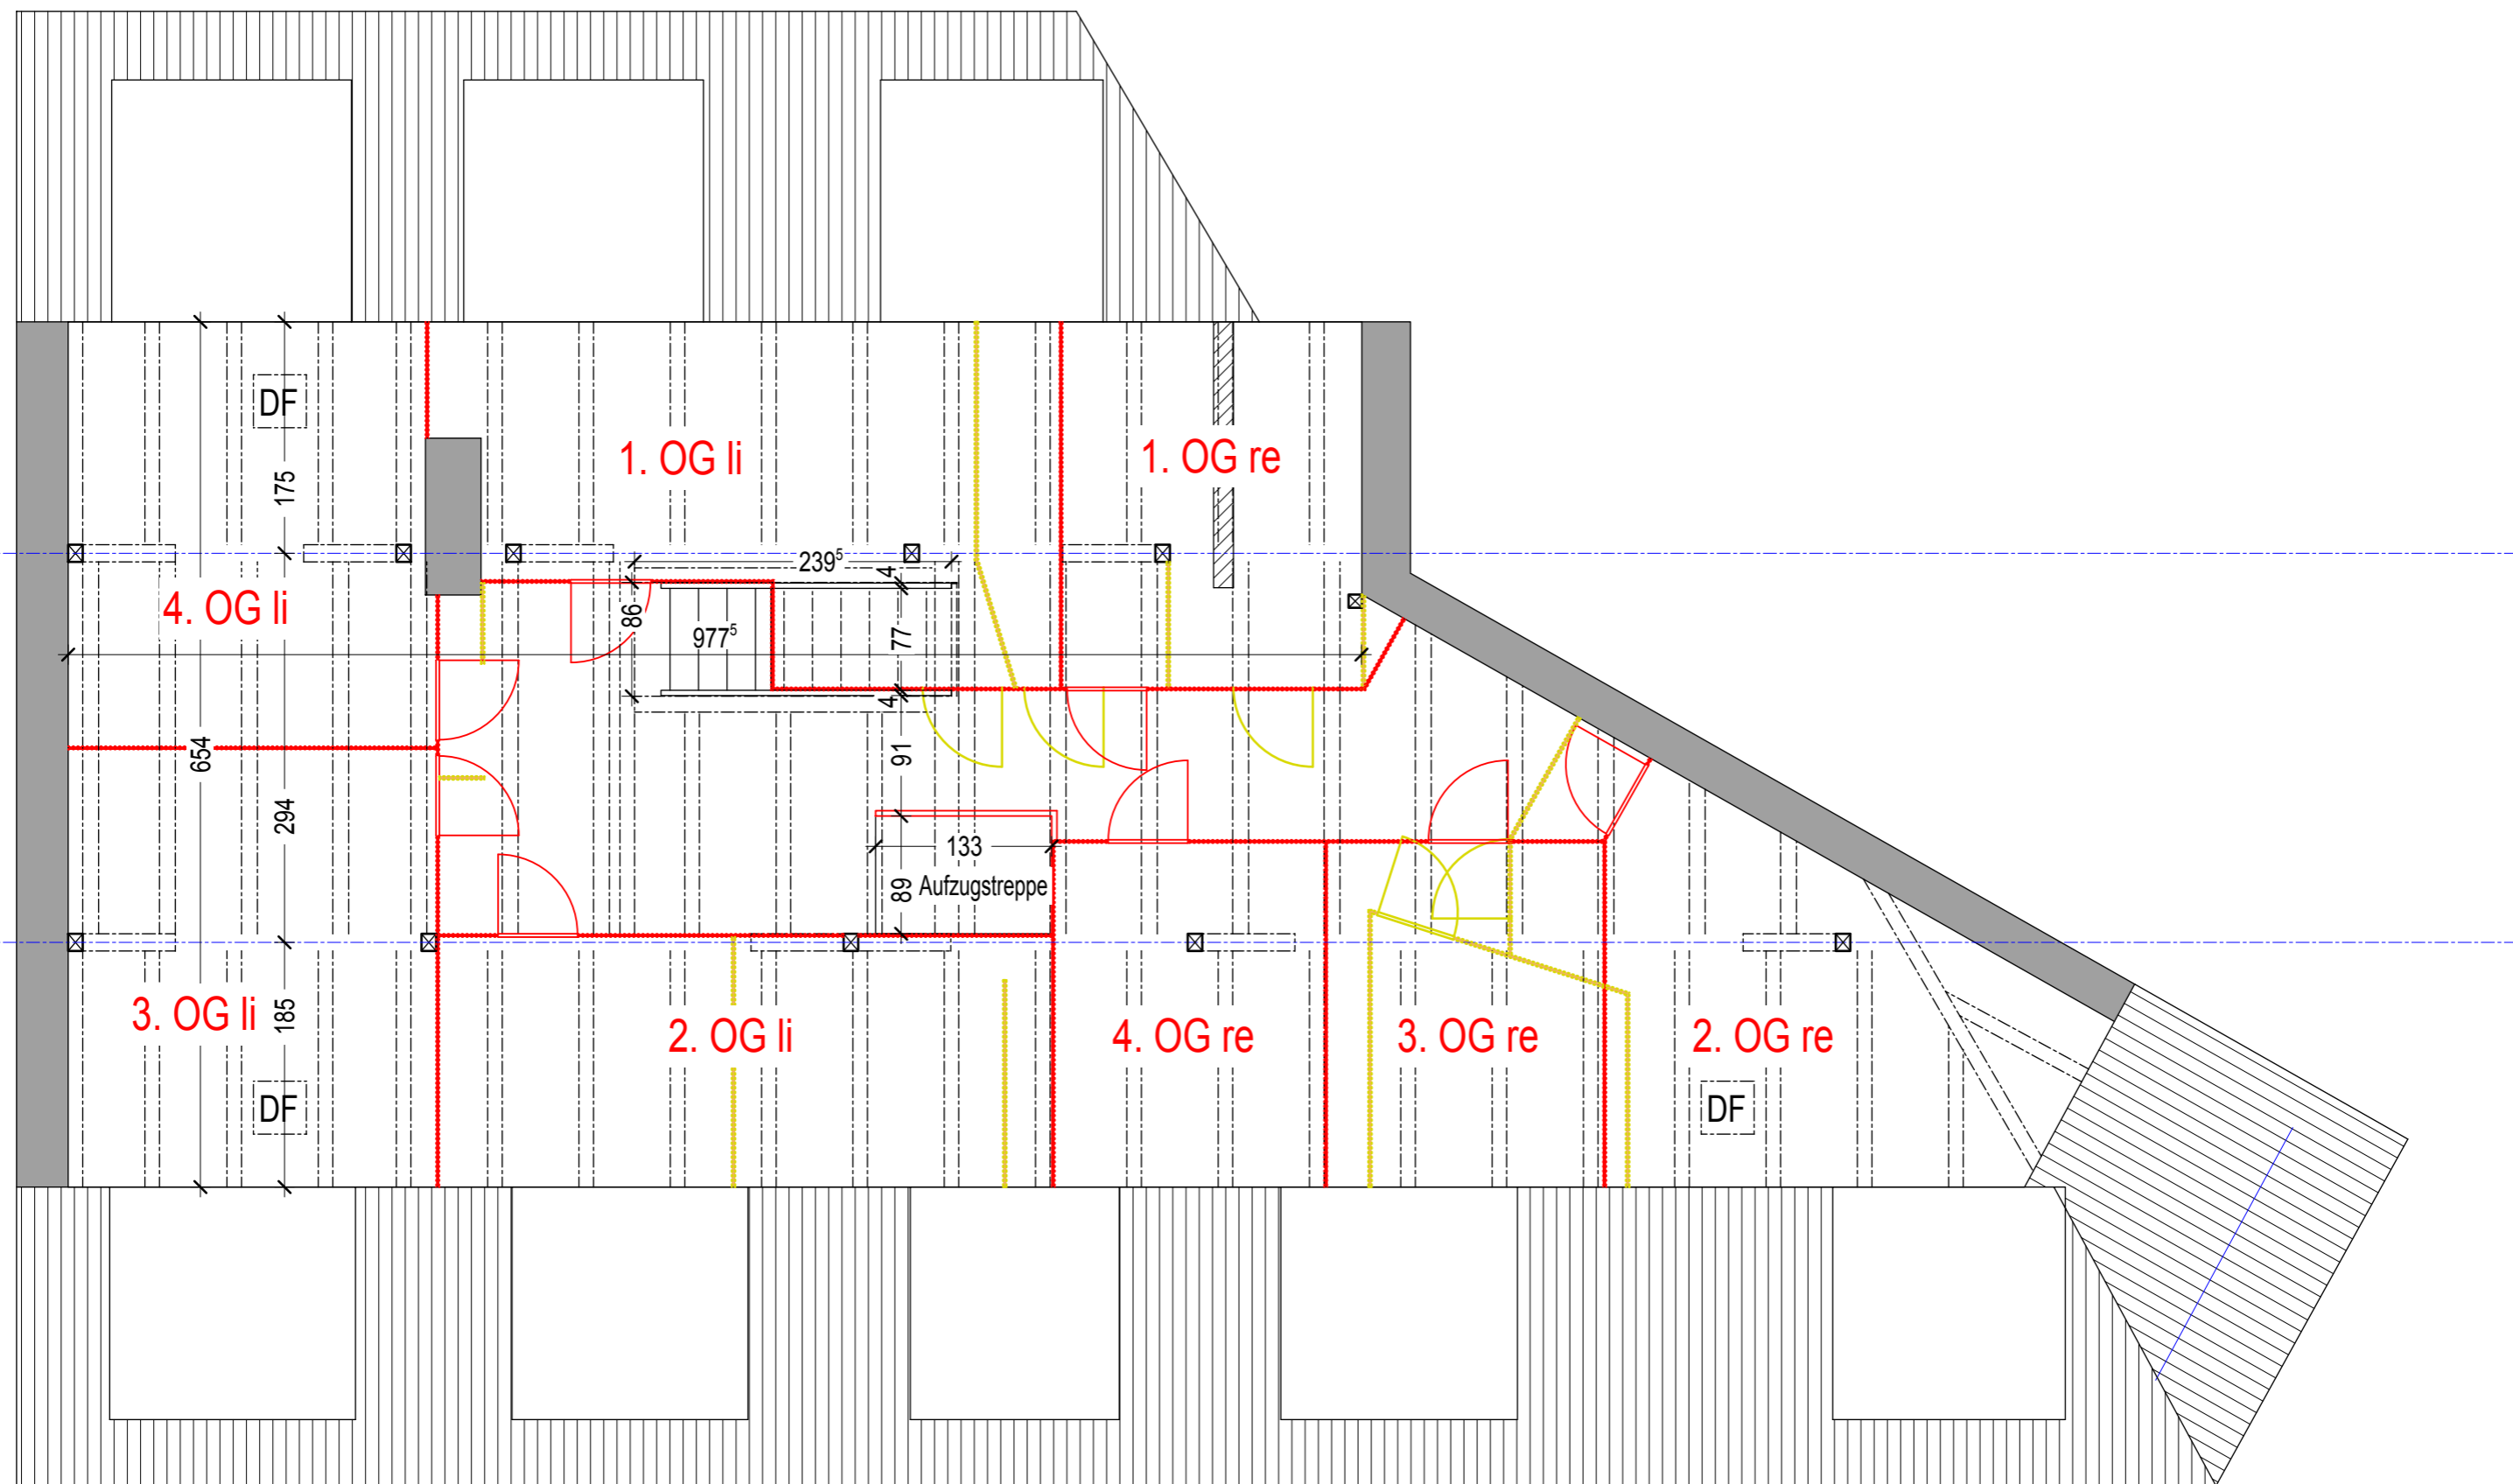 DF
1. OG li
1. OG re
175
239⁵
4
4. OG li
86
977⁵
77
4
654
91
294
133
89
Aufzugstreppe
3. OG li
185
2. OG li
4. OG re
3. OG re
2. OG re
DF
DF